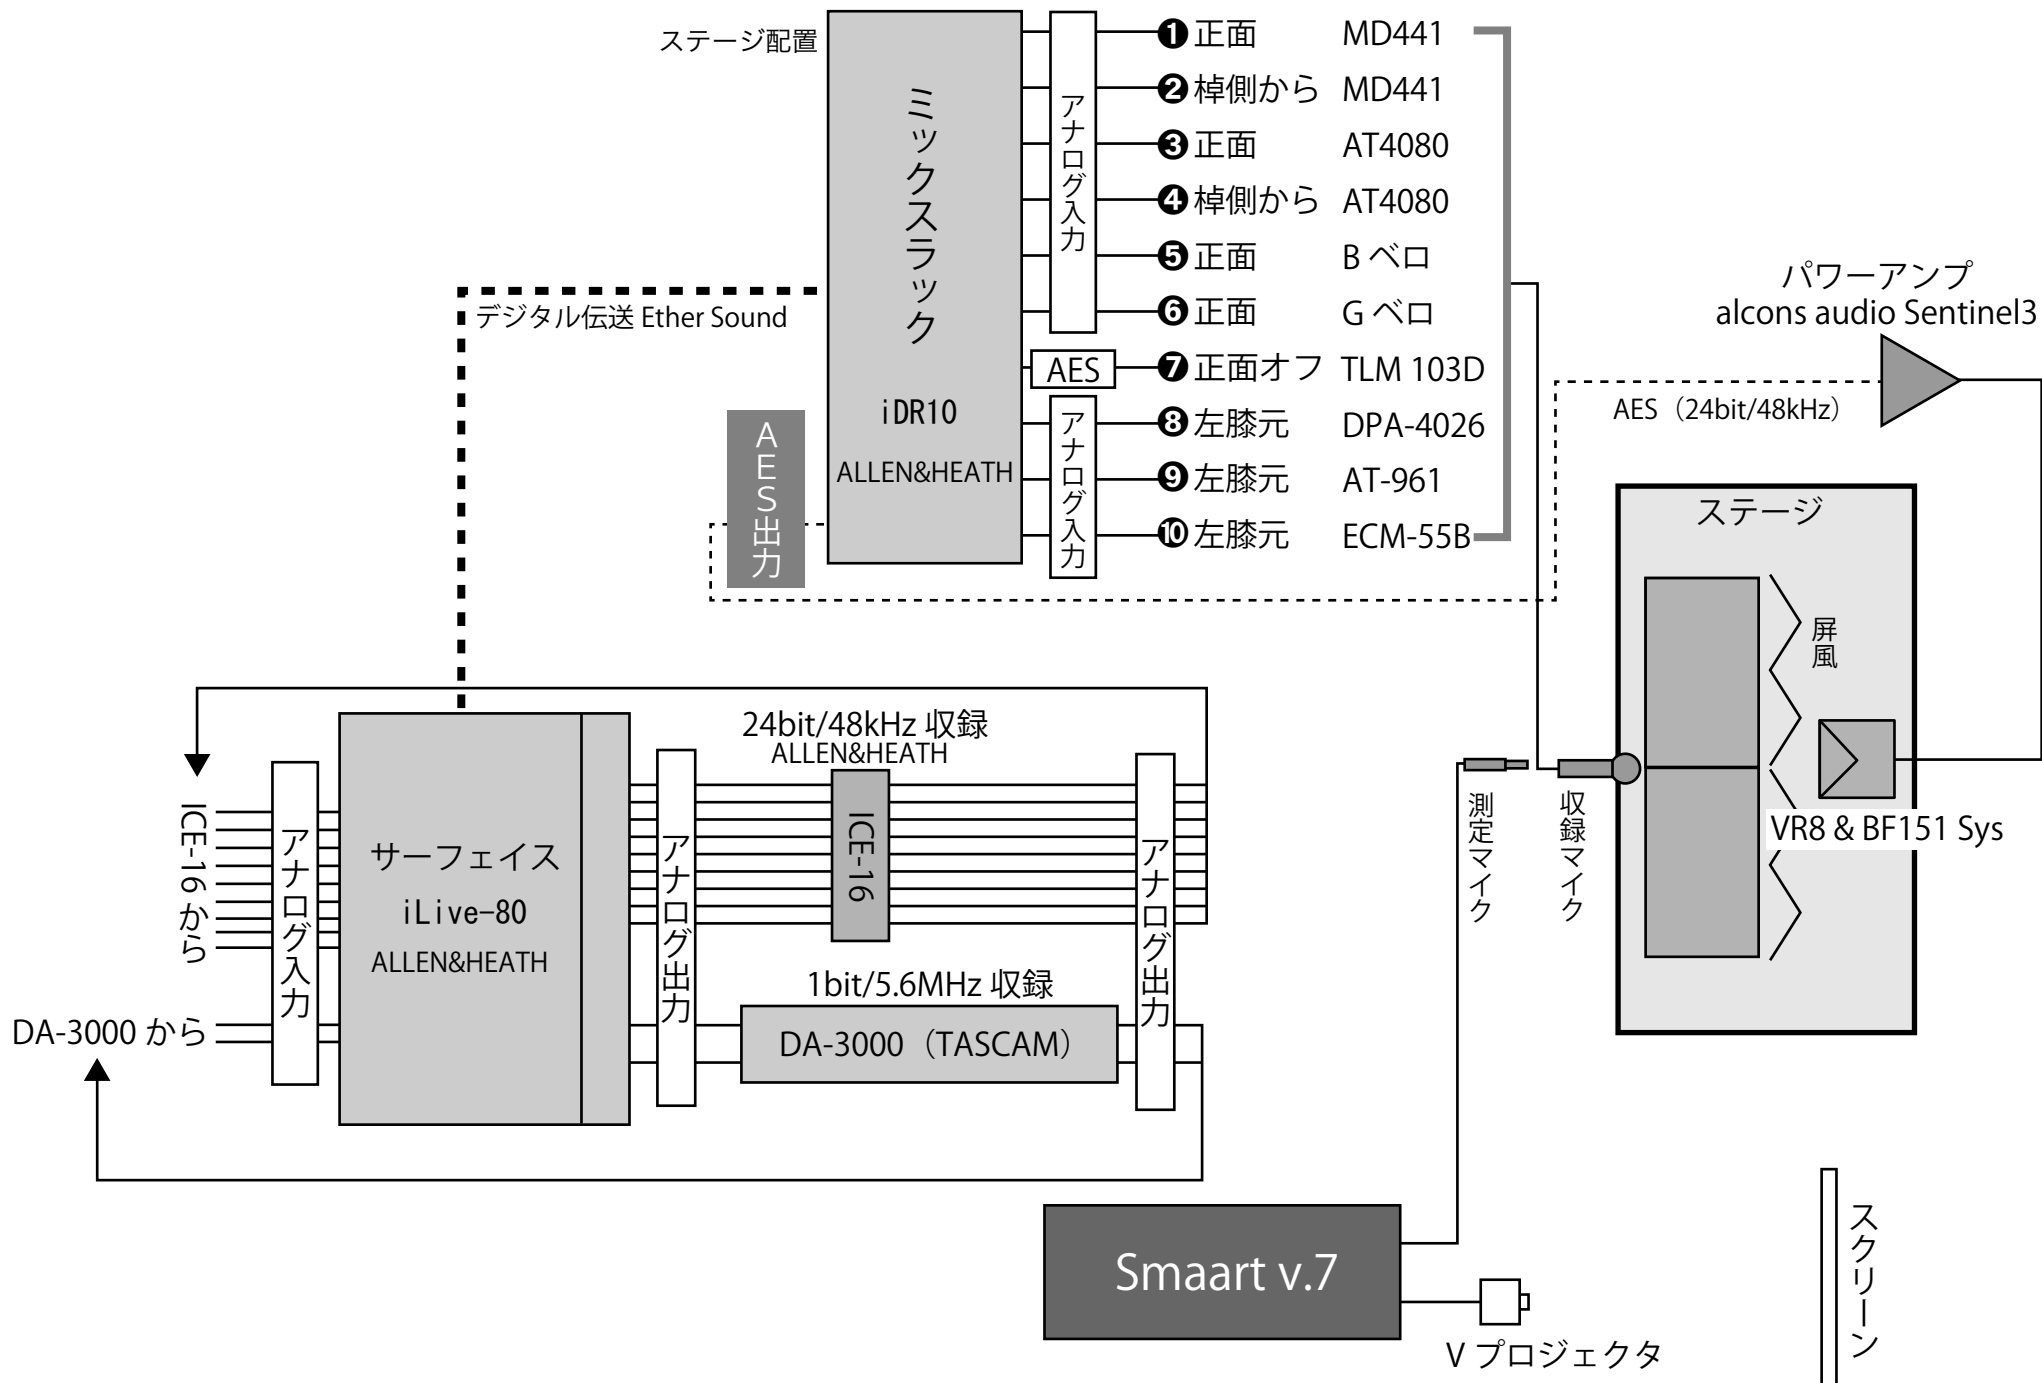 ステージ配置
ミックスラック
iDR10
ALLEN&HEATH
アナログ入力
❶正面 MD441
❷棹側から MD441
❸正面 AT4080
❹棹側から AT4080
❺正面 B ベロ
❻正面 G ベロ
AES
❼正面オフ TLM 103D
アナログ入力
❽左膝元 DPA-4026
❾左膝元 AT-961
❿左膝元 ECM-55B
デジタル伝送 Ether Sound
AES出力
パワーアンプ
alcons audio Sentinel3
AES（24bit/48kHz）
ステージ
屏風
VR8 & BF151 Sys
測定マイク
収録マイク
ICE-16 から
DA-3000 から
アナログ入力
サーフェイス
iLive-80
ALLEN&HEATH
アナログ出力
24bit/48kHz 収録
ALLEN&HEATH
ICE-16
1bit/5.6MHz 収録
DA-3000（TASCAM）
アナログ出力
Smaart v.7
V プロジェクタ
スクリーン